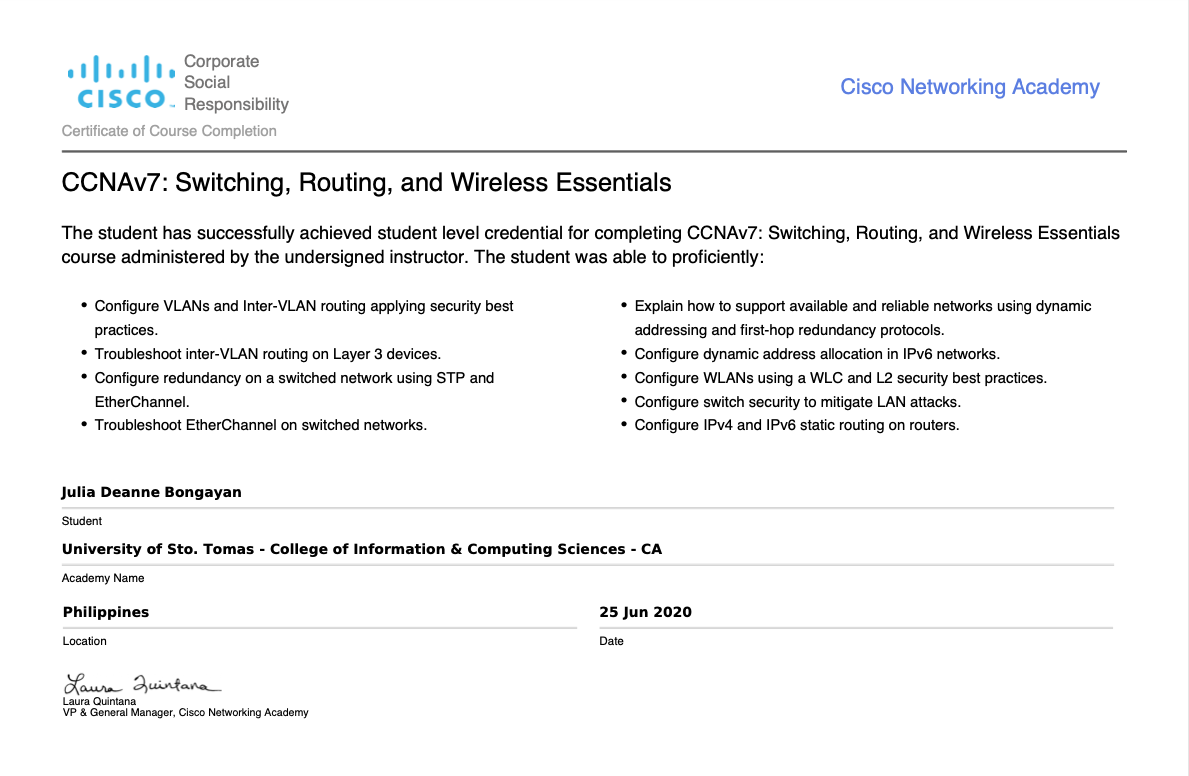 Corporate
Social
Responsibility
CISCO™
Cisco Networking Academy
Certificate of Course Completion
CCNAv7: Switching, Routing, and Wireless Essentials
The student has successfully achieved student level credential for completing CCNAv7: Switching, Routing, and Wireless Essentials
course administered by the undersigned instructor. The student was able to proficiently:
• Configure VLANs and Inter-VLAN routing applying security best
practices.
• Troubleshoot inter-VLAN routing on Layer 3 devices.
• Configure redundancy on a switched network using STP and
EtherChannel.
• Troubleshoot EtherChannel on switched networks.
• Explain how to support available and reliable networks using dynamic
addressing and first-hop redundancy protocols.
• Configure dynamic address allocation in IPv6 networks.
• Configure WLANs using a WLC and L2 security best practices.
• Configure switch security to mitigate LAN attacks.
• Configure IPv4 and IPv6 static routing on routers.
Julia Deanne Bongayan
Student
University of Sto. Tomas - College of Information & Computing Sciences - CA
Academy Name
Philippines
Location
25 Jun 2020
Date
Laura Quintana
Laura Quintana
VP & General Manager, Cisco Networking Academy